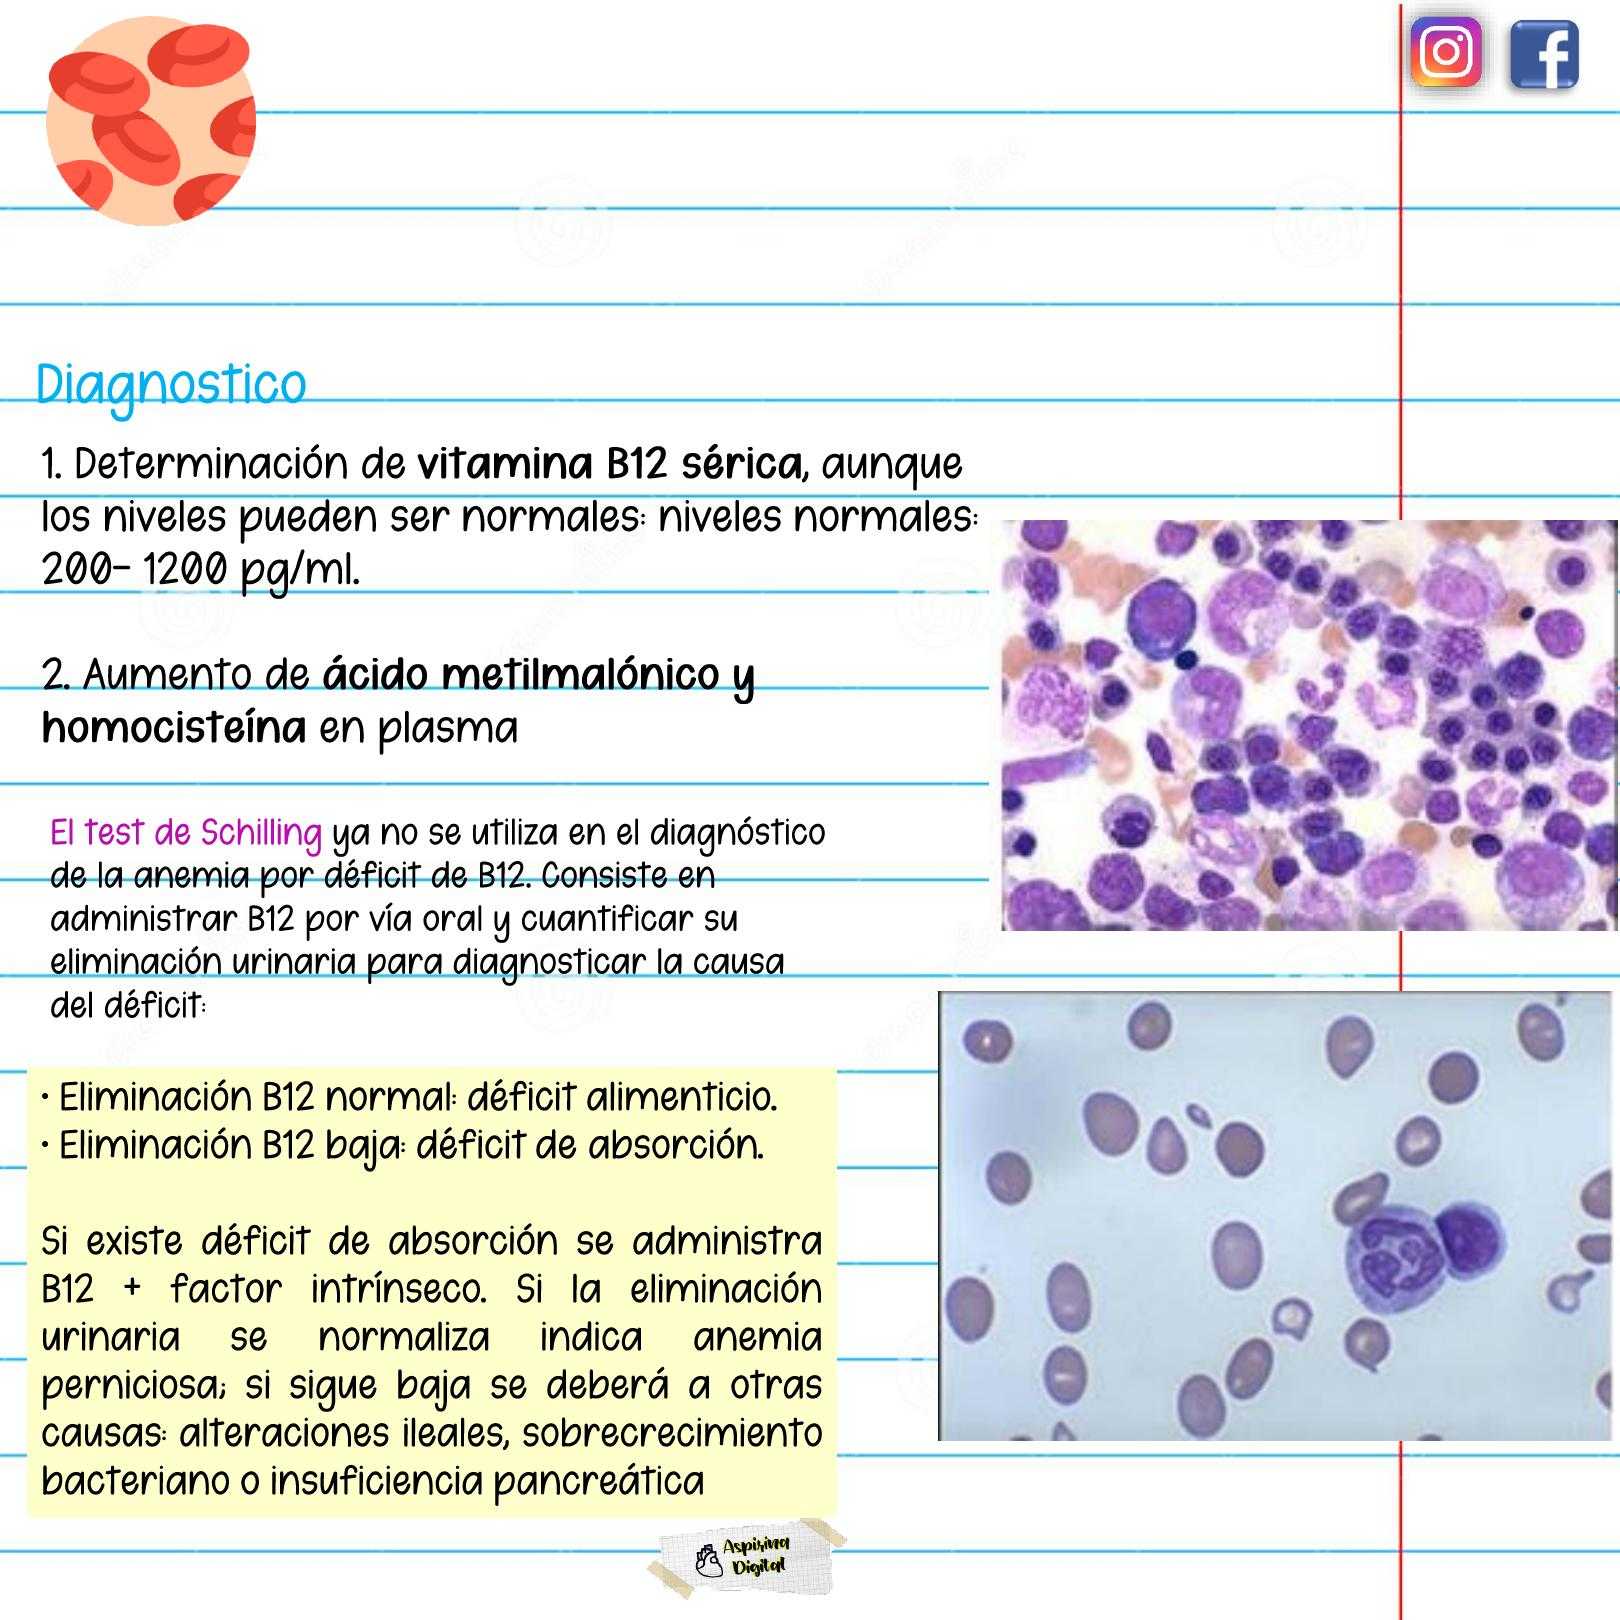 Diagnostico
1. Determinación de vitamina B12 sérica, aunque
los niveles pueden ser normales: niveles normales:
200- 1200 pg/ml.
2. Aumento de ácido metilmalónico y
homocisteína en plasma
El test de Schilling ya no se utiliza en el diagnóstico
de la anemia por déficit de B12. Consiste en
administrar B12 por vía oral y cuantificar su
eliminación urinaria para diagnosticar la causa
del déficit:
• Eliminación B12 normal: déficit alimenticio.
• Eliminación B12 baja: déficit de absorción.
Si existe déficit de absorción se administra
B12 + factor intrínseco. Si la eliminación
urinaria se normaliza indica anemia
perniciosa; si sigue baja se deberá a otras
causas: alteraciones ileales, sobrecrecimiento
bacteriano o insuficiencia pancreática
Aspirina
Digital